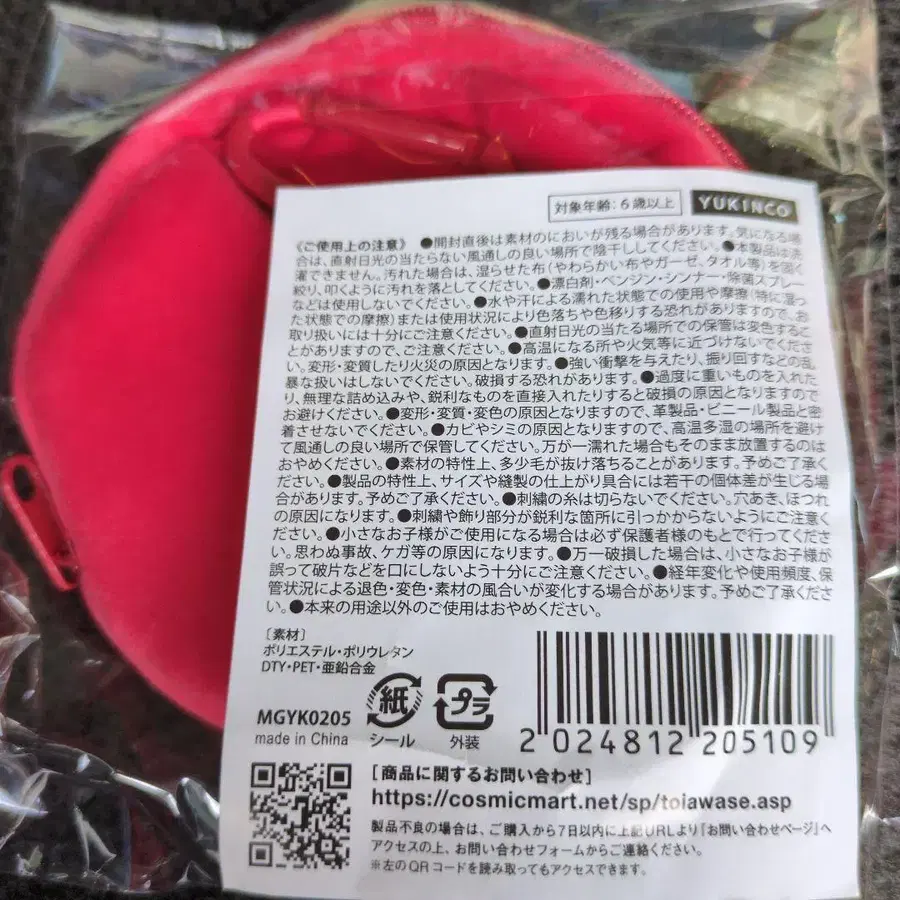 対象年齢:6歳以上
YUKINCO
《ご使用上の注意》 ●開封直後は素材のにおいが残る場合があります。気になる場
合は、直射日光の当たらない風通しの良い場所で陰干ししてください。●本製品は洗
濯できません。汚れた場合は、湿らせた布(やわらかい布やガーゼ、タオル等)を固く
絞り、叩くように汚れを落としてください。●漂白剤・ベンジン・シンナー・除菌スプレー
などは使用しないでください。●水や汗による濡れた状態での使用や摩擦(特に湿っ
た状態での摩擦)または使用状況により色落ちや色移りする恐れがありますので、お
取り扱いには十分にご注意ください。●直射日光の当たる場所での保管は変色するこ
とがありますので、ご注意ください。●高温になる所や火気等に近づけないでくださ
い。変形・変質したり火災の原因となります。●強い衝撃を与えたり、振り回すなどの乱
暴な扱いはしないでください。破損する恐れがあります。●過度に重いものを入れた
り、無理な詰め込みや、鋭利なものを直接入れたりすると破損の原因となりますので
お避けください。●変形・変質・変色の原因となりますので、革製品・ビニール製品と密
着させないでください。●カビやシミの原因となりますので、高温多湿の場所を避け
て風通しの良い場所で保管してください。万が一濡れた場合もそのまま放置するのは
おやめください。●素材の特性上、多少毛が抜け落ちることがあります。予めご了承く
ださい。●製品の特性上、サイズや縫製の仕上がり具合には若干の個体差が生じる場
合があります。予めご了承ください。●刺繍の糸は切らないでください。穴あき、ほつれ
の原因になります。●刺繍や飾り部分が鋭利な箇所に引っかからないようにご注意く
ださい。●小さなお子様がご使用になる場合は必ず保護者様のもとで行ってくださ
い。思わぬ事故、ケガ等の原因になります。●万一破損した場合は、小さなお子様が
誤って破片などを口にしないよう十分にご注意ください。●経年変化や使用頻度、保
管状況による退色・変色・素材の風合いが変化する場合があります。予めご了承くださ
い。●本来の用途以外のご使用はおやめください。
[素材]
ポリエステル・ポリウレタン
DTY・PET・亜鉛合金
MGYK0205
made in China
紙
シール
プラ
外装
2 024812 205109
[商品に関するお問い合わせ]
https://cosmicmart.net/sp/toiawase.asp
製品不良の場合は、ご購入から7日以内に上記URLより『お問い合わせページ』へ
アクセスの上、お問い合わせフォームからご連絡ください。
※左のQRコードを読み取ってもアクセスできます。